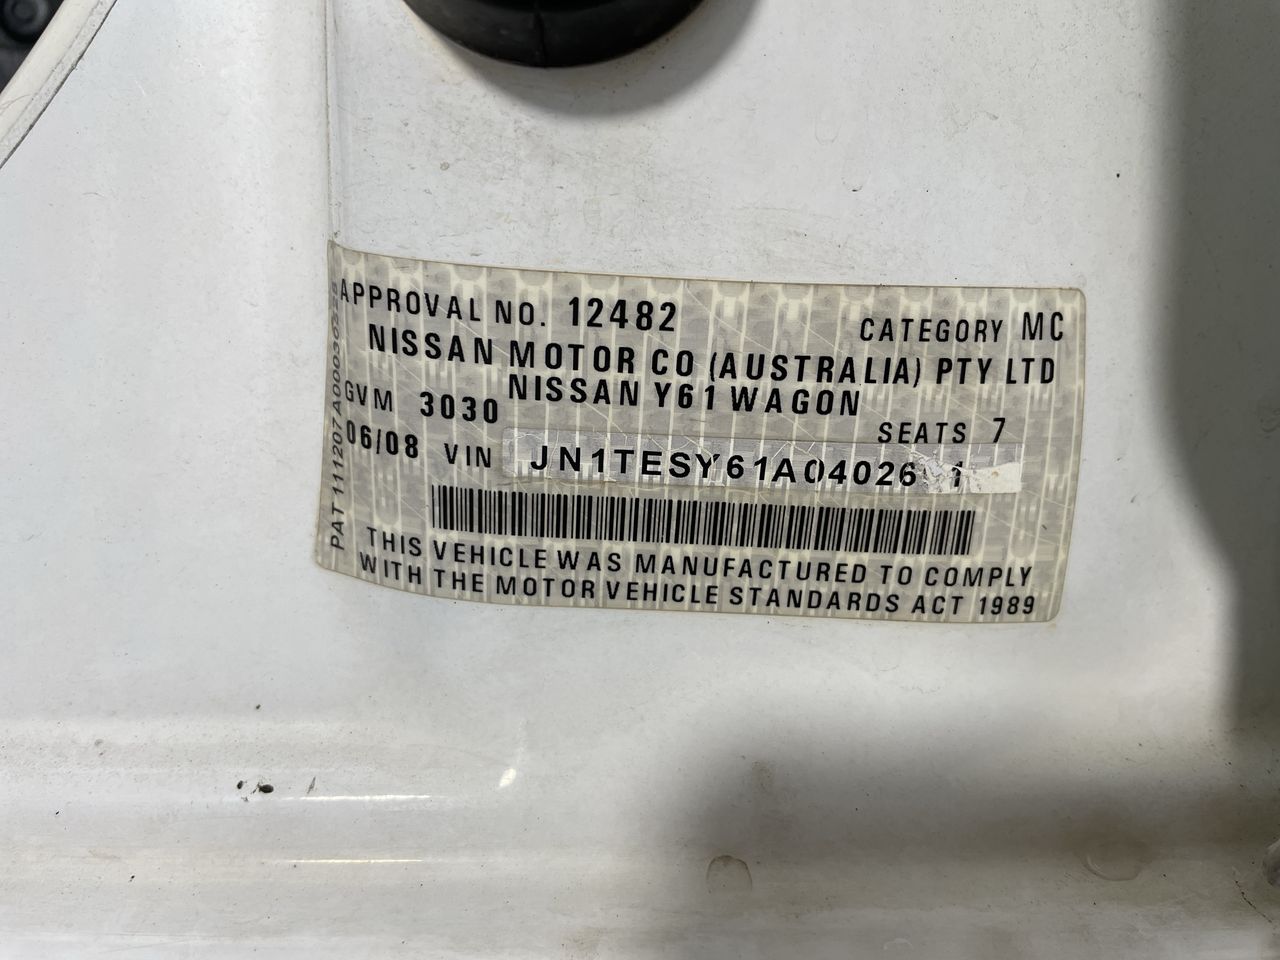 APPROVAL NO. 12482 CATEGORY MC
NISSAN MOTOR CO (AUSTRALIA) PTY LTD
NISSAN Y61 WAGON
GVM 3030 SEATS 7
06/08 VIN
THIS VEHICLE WAS MANUFACTURED TO COMPLY
WITH THE MOTOR VEHICLE STANDARDS ACT 1989